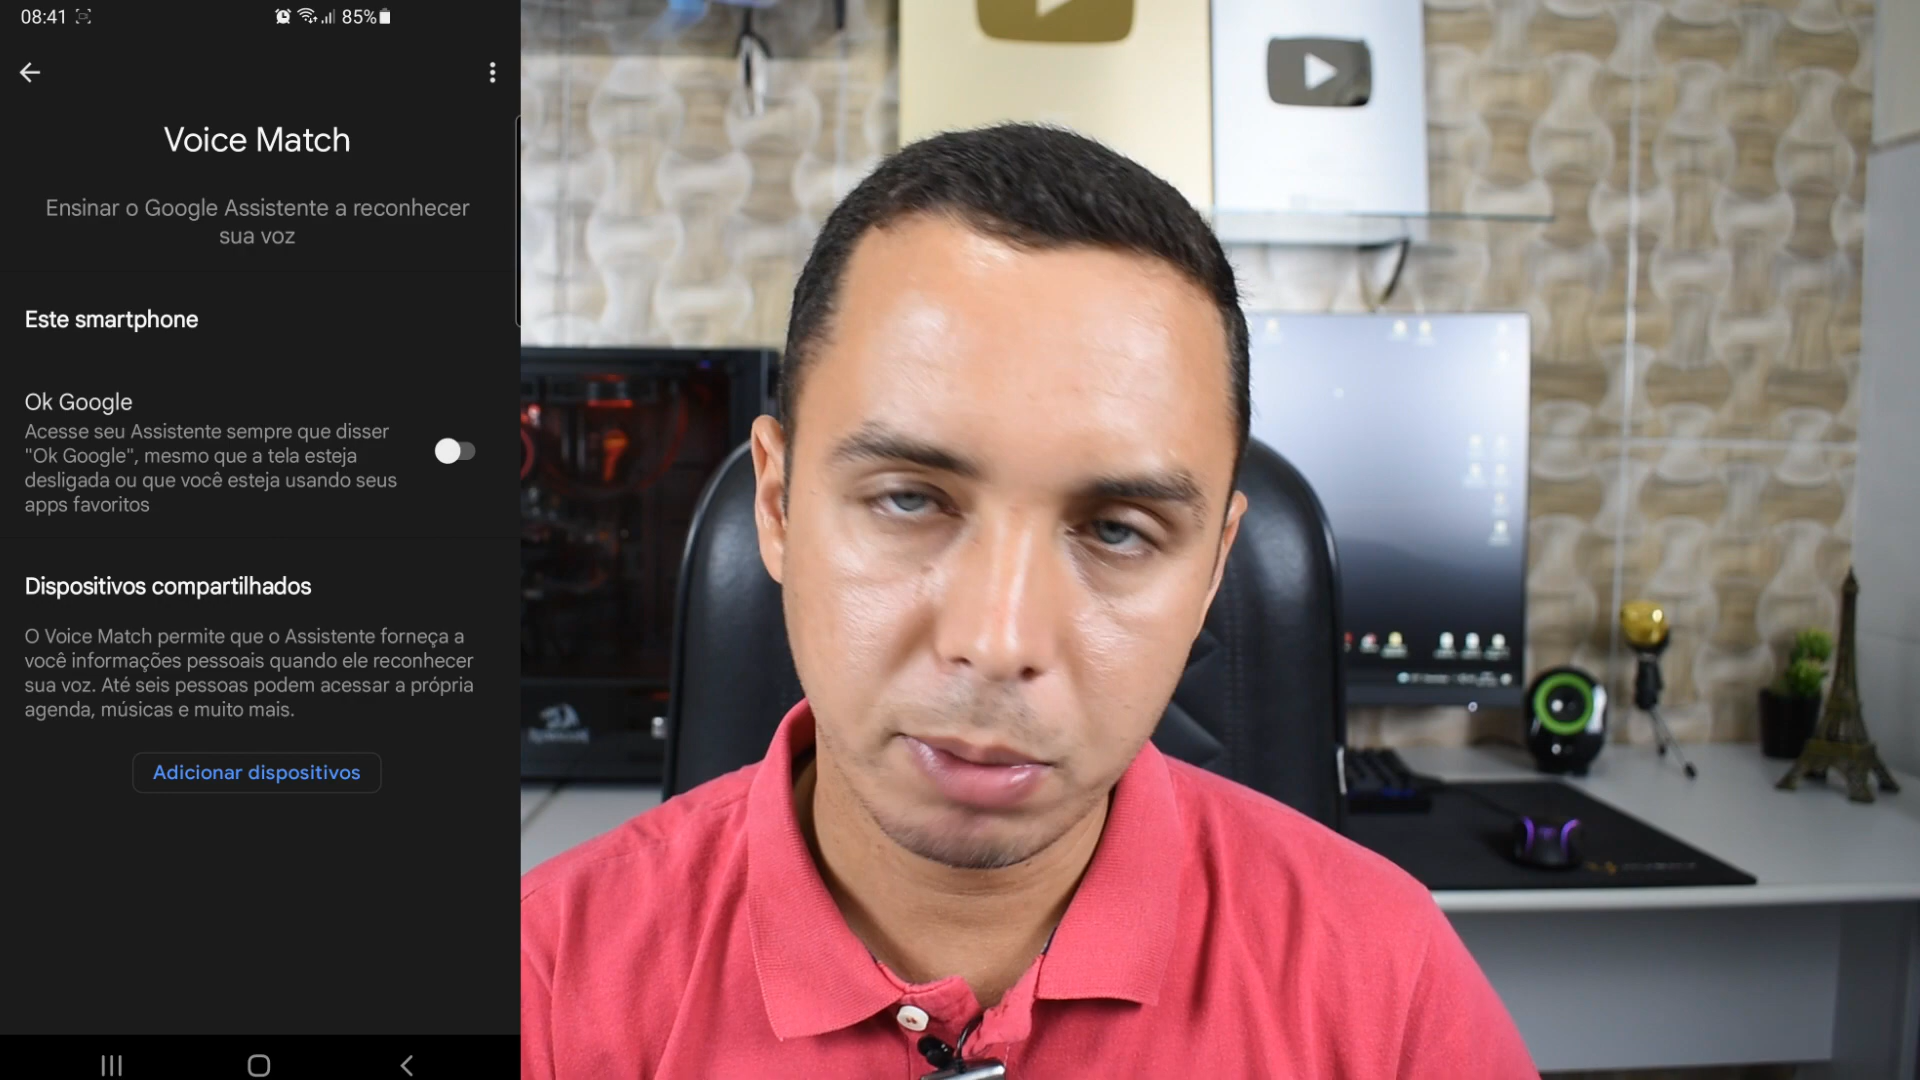 08:41
85%
Voice Match
Ensinar o Google Assistente a reconhecer
sua voz
Este smartphone
Ok Google
Acesse seu Assistente sempre que disser
"Ok Google", mesmo que a tela esteja
desligada ou que você esteja usando seus
apps favoritos
Dispositivos compartilhados
O Voice Match permite que o Assistente forneça a
você informações pessoais quando ele reconhecer
sua voz. Até seis pessoas podem acessar a própria
agenda, músicas e muito mais.
Adicionar dispositivos